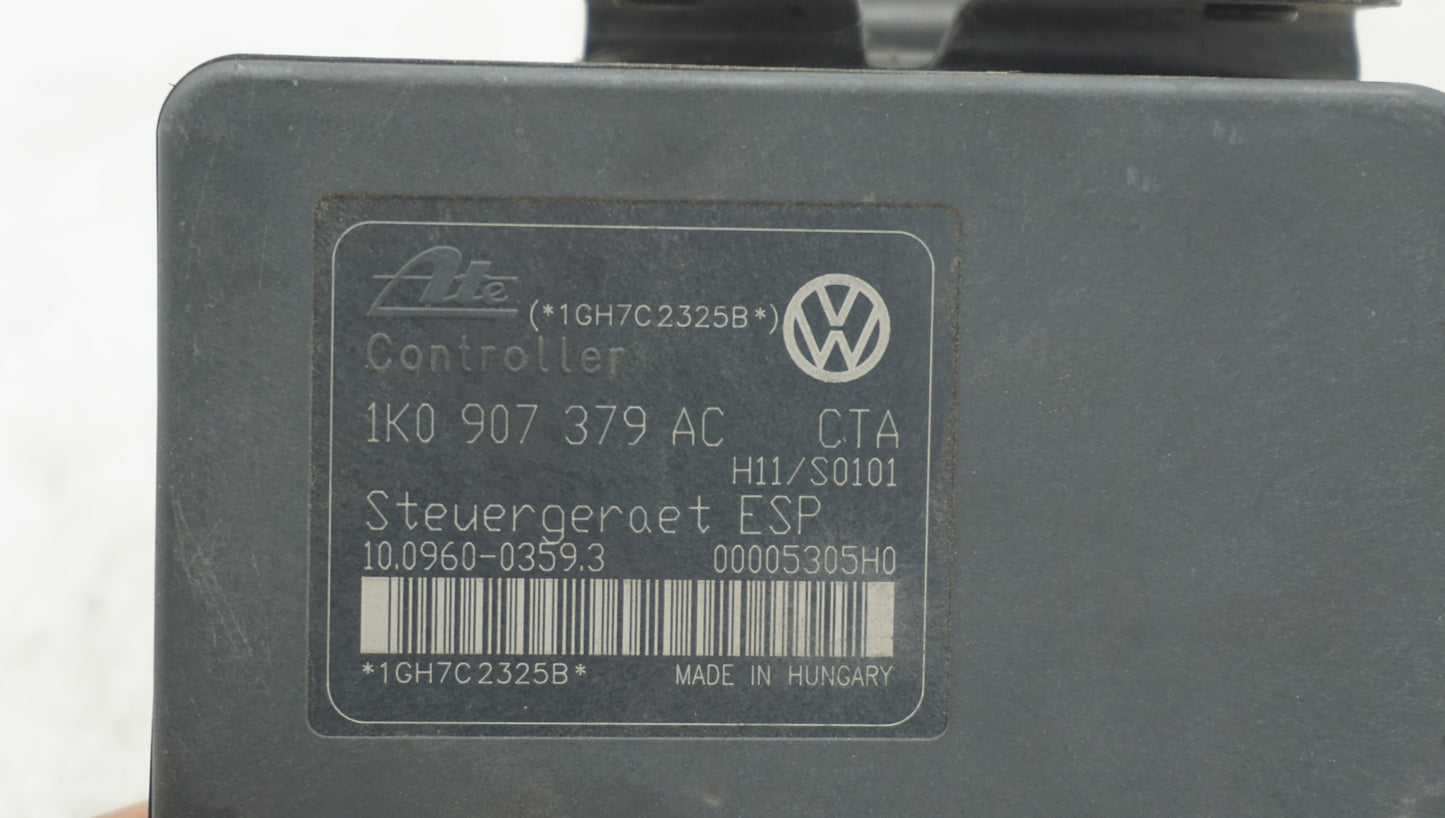 Ate (*1GH7C2325B*)
Controller
1K0 907 379 AC CTA
H11/S0101
Steuergeraet ESP
10.0960-0359.3 00005305H0
*1GH7C2325B* MADE IN HUNGARY